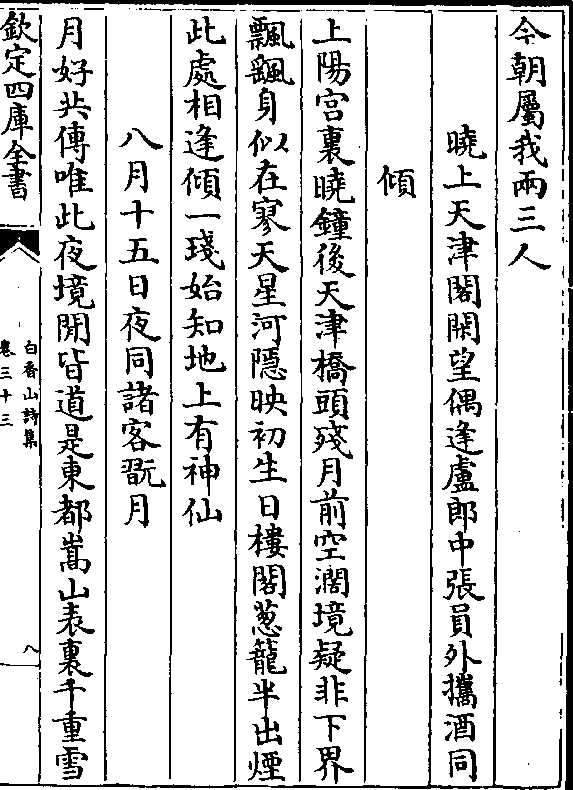 今朝屬我兩三人
曉上天津閣閑望偶逢盧郎中張員外攜酒同
傾
上陽宫裏曉鐘後天津橋頭殘月前空濶境疑非下界
飄飖身似在寥天星河隱映初生日樓閣葱籠半出煙
此處相逢傾一琖始知地上有神仙
八月十五日夜同諸客翫月
月好共傳唯此夜境閑皆道是東都嵩山表裏千重雪
欽定四庫全書
白香山詩集
卷三十三
八